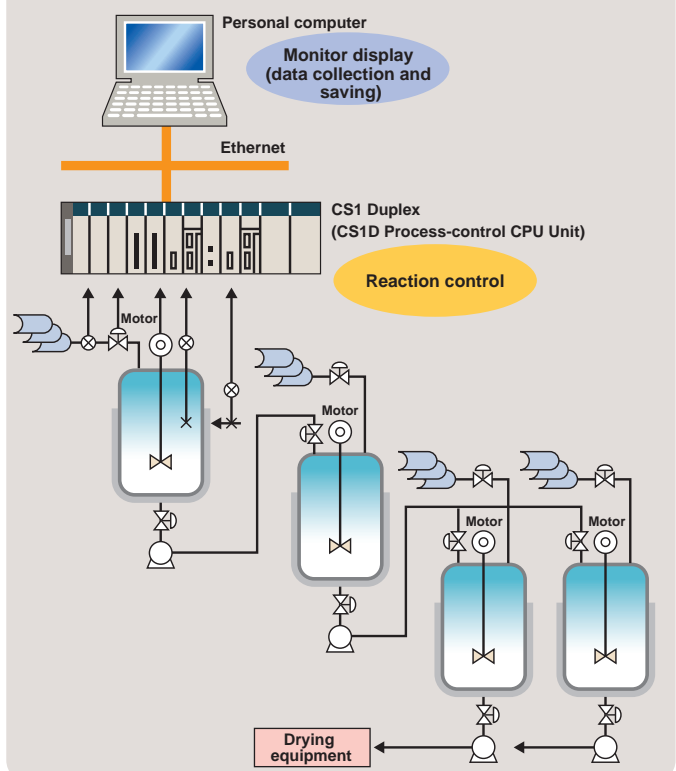 Personal computer
Monitor display
(data collection and
saving)
Ethernet
CS1 Duplex
(CS1D Process-control CPU Unit)
Reaction control
Motor
Motor
Motor
Motor
Drying
equipment